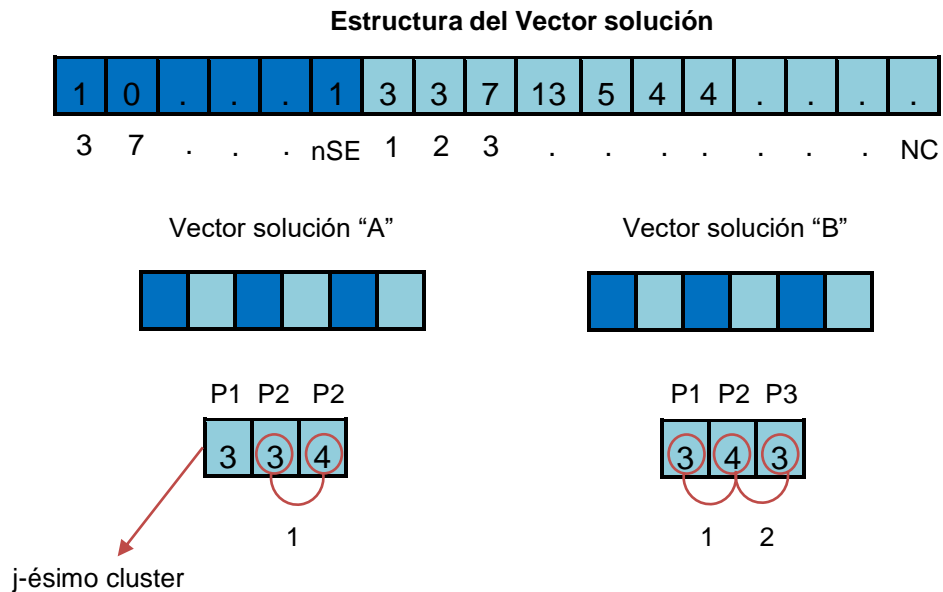 Estructura del Vector solución
1 0 . . . 1 3 3 7 13 5 4 4 . . . .
3 7 . . . nSE 1 2 3 . . . . . . . NC
Vector solución “A” Vector solución “B”
P1 P2 P2 P1 P2 P3
3 3 4 3 4 3
1 1 2
j-ésimo cluster